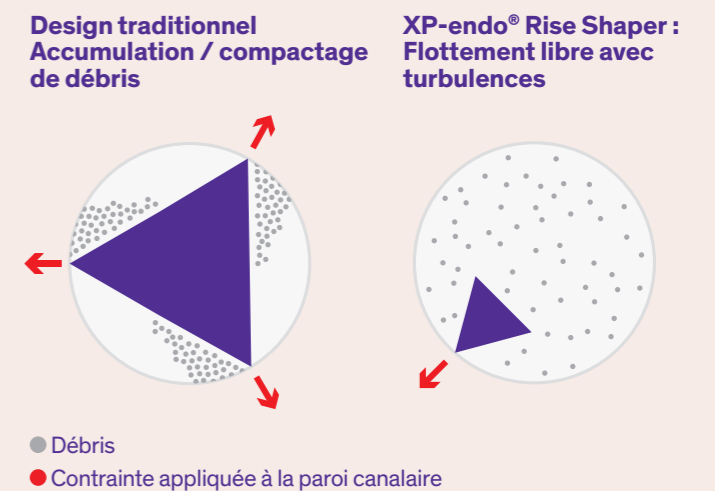 Design traditionnel
Accumulation / compactage
de débris
XP-endo® Rise Shaper :
Flottement libre avec
turbulences
Débris
Contrainte appliquée à la paroi canalaire